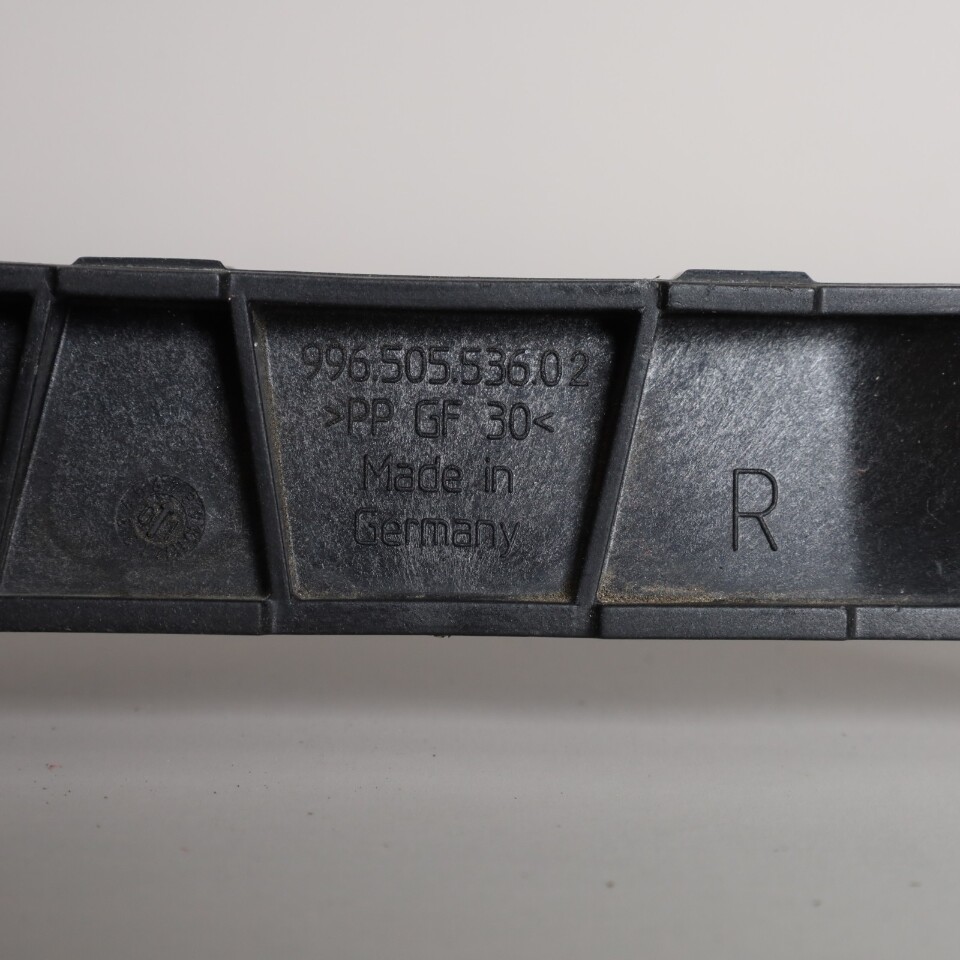 996.505.536.02
>PP GF 30<
Made in
Germany
R